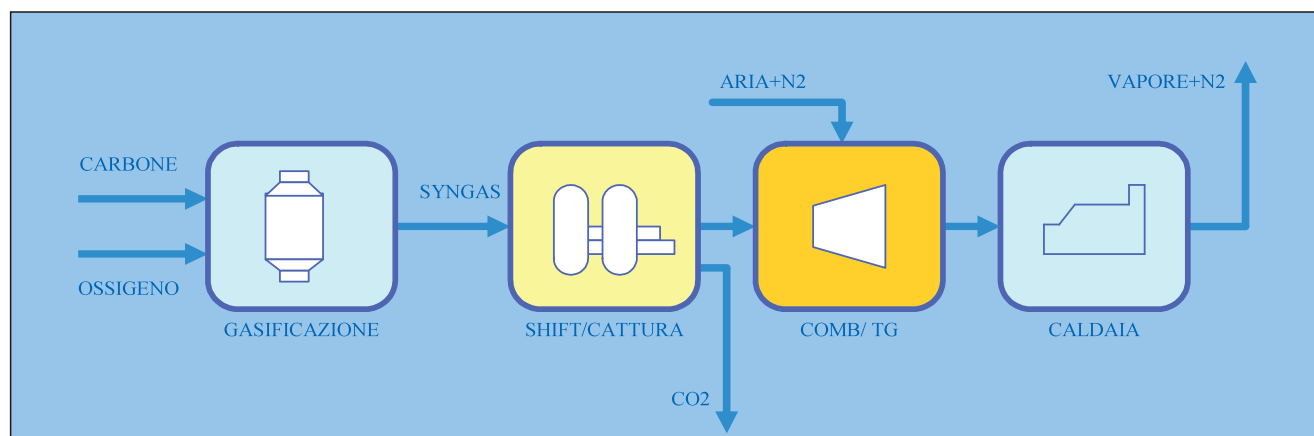 ARIA+N2
VAPORE+N2
CARBONE
SYNGAS
OSSIGENO
GASIFICAZIONE
SHIFT/CATTURA
COMB/ TG
CALDAIA
CO2